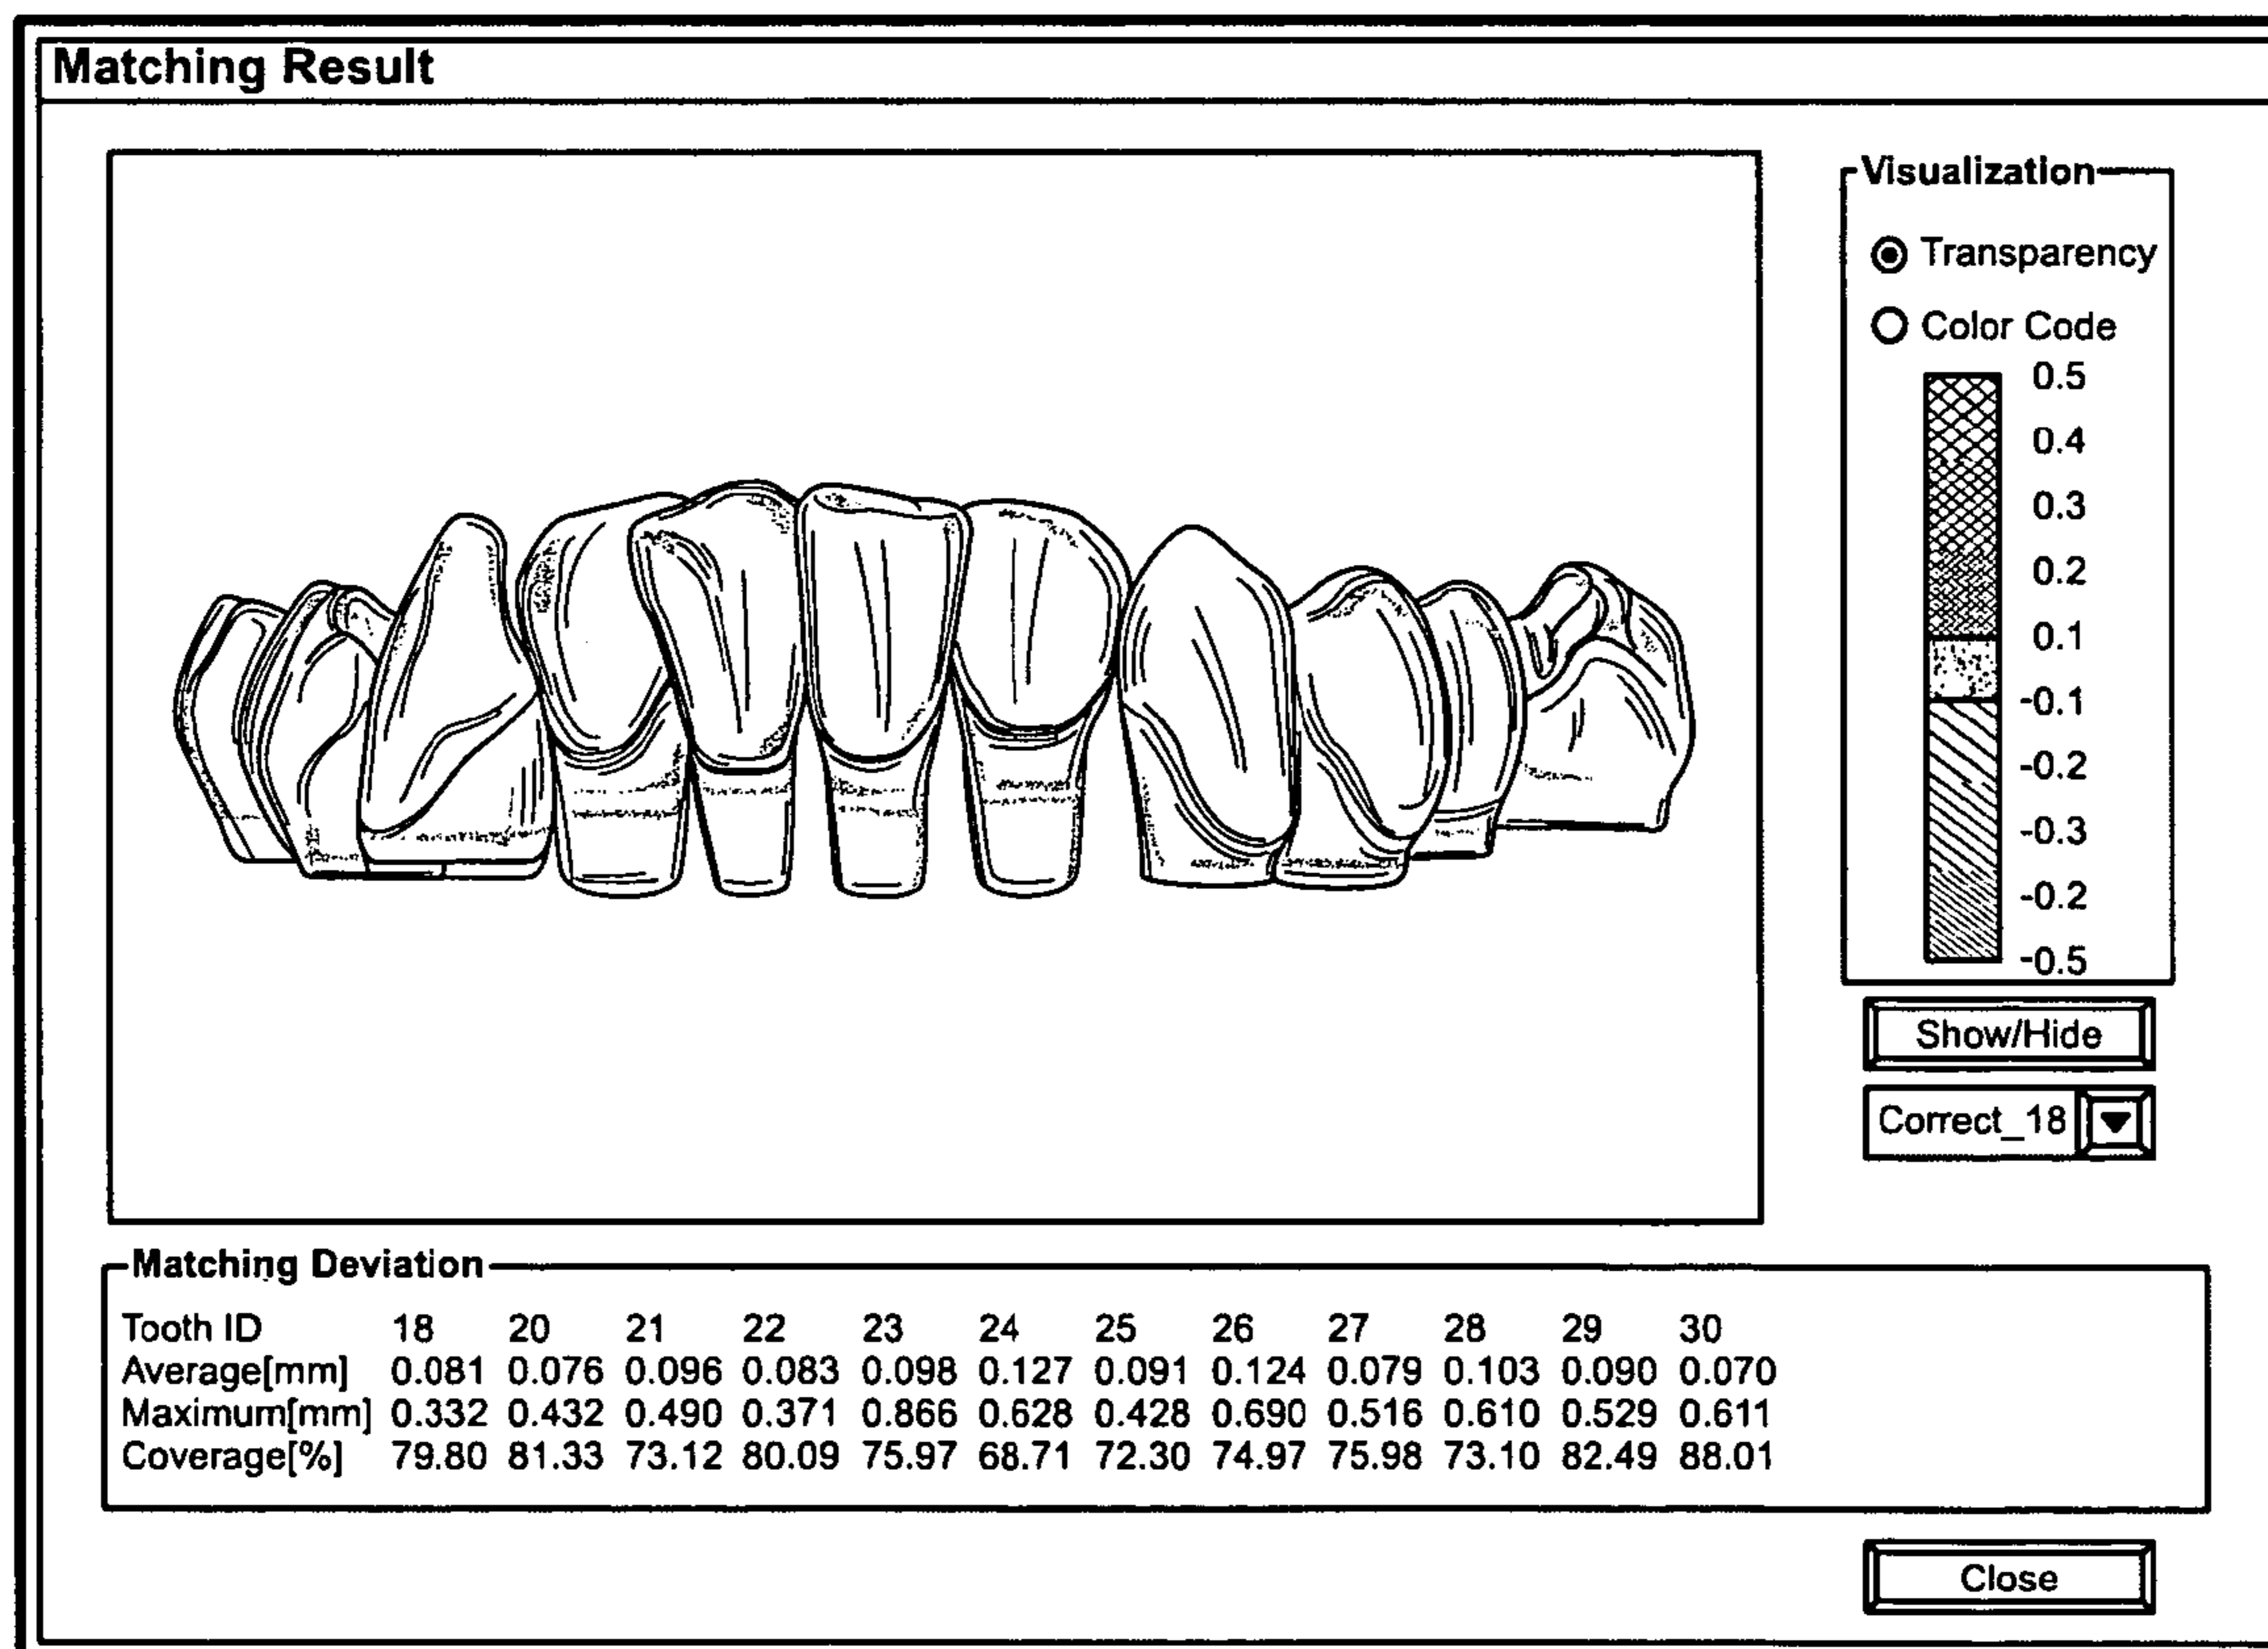 Matching Result
Visualization
Transparency
Color Code
0.5
0.4
0.3
0.2
0.1
-0.1
-0.2
-0.3
-0.2
-0.5
Show/Hide
Correct_18
Matching Deviation
Tooth ID 18 20 21 22 23 24 25 26 27 28 29 30
Average[mm] 0.081 0.076 0.096 0.083 0.098 0.127 0.091 0.124 0.079 0.103 0.090 0.070
Maximum[mm] 0.332 0.432 0.490 0.371 0.866 0.628 0.428 0.690 0.516 0.610 0.529 0.611
Coverage[%] 79.80 81.33 73.12 80.09 75.97 68.71 72.30 74.97 75.98 73.10 82.49 88.01
Close